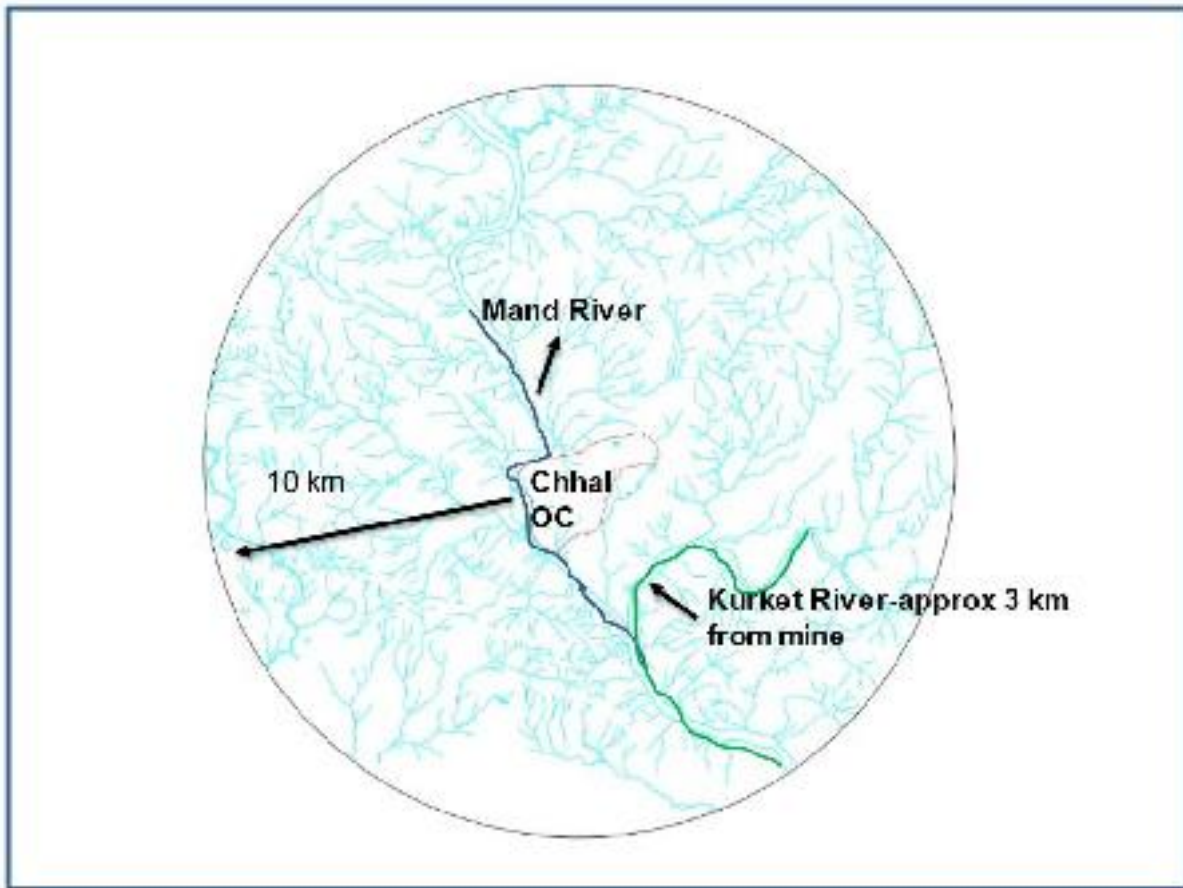 Mand River
10 km
Chhal
OC
Kurket River-approx 3 km
from mine